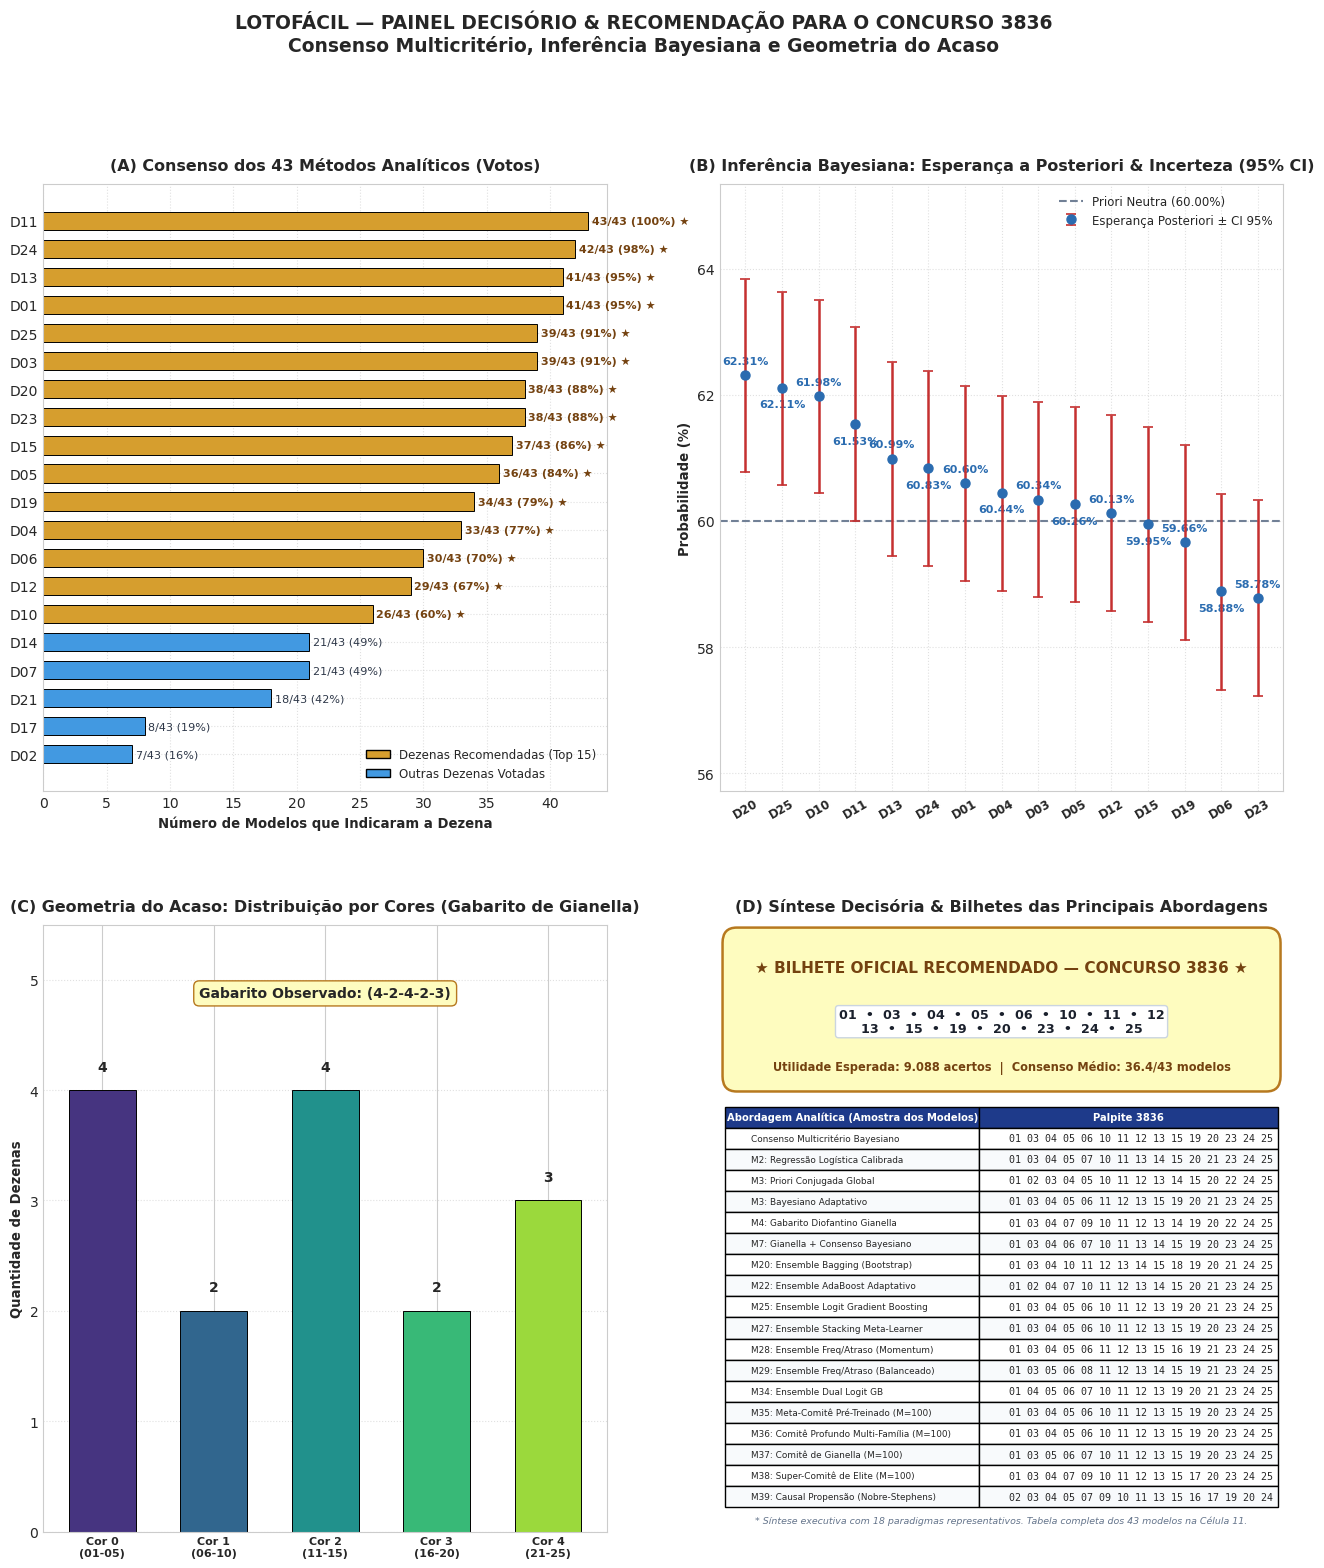 LOTOFÁCIL — PAINEL DECISÓRIO & RECOMENDAÇÃO PARA O CONCURSO 3836
Consenso Multicritério, Inferência Bayesiana e Geometria do Acaso
(A) Consenso dos 43 Métodos Analíticos (Votos)
D11 43/43 (100%) ★
D24 42/43 (98%) ★
D13 41/43 (95%) ★
D01 41/43 (95%) ★
D25 39/43 (91%) ★
D03 39/43 (91%) ★
D20 38/43 (88%) ★
D23 38/43 (88%) ★
D15 37/43 (86%) ★
D05 36/43 (84%) ★
D19 34/43 (79%) ★
D04 33/43 (77%) ★
D06 30/43 (70%) ★
D12 29/43 (67%) ★
D10 26/43 (60%) ★
D14 21/43 (49%)
D07 21/43 (49%)
D21 18/43 (42%)
D17 8/43 (19%)
D02 7/43 (16%)
Dezenas Recomendadas (Top 15)
Outras Dezenas Votadas
0 5 10 15 20 25 30 35 40
Número de Modelos que Indicaram a Dezena
(B) Inferência Bayesiana: Esperança a Posteriori & Incerteza (95% CI)
Priori Neutra (60.00%)
Esperança Posteriori ± CI 95%
Probabilidade (%)
64
62
60
58
56
62.31%
62.11%
61.98%
61.53%
60.99%
60.83%
60.60%
60.44%
60.34%
60.26%
60.13%
59.95%
59.66%
58.88%
58.78%
D20 D25 D10 D11 D13 D24 D01 D04 D03 D05 D12 D15 D19 D06 D23
(C) Geometria do Acaso: Distribuição por Cores (Gabarito de Gianella)
Gabarito Observado: (4-2-4-2-3)
Quantidade de Dezenas
5
4
3
2
1
0
4
2
4
2
3
Cor 0
(01-05)
Cor 1
(06-10)
Cor 2
(11-15)
Cor 3
(16-20)
Cor 4
(21-25)
(D) Síntese Decisória & Bilhetes das Principais Abordagens
★ BILHETE OFICIAL RECOMENDADO — CONCURSO 3836 ★
01 • 03 • 04 • 05 • 06 • 10 • 11 • 12
13 • 15 • 19 • 20 • 23 • 24 • 25
Utilidade Esperada: 9.088 acertos | Consenso Médio: 36.4/43 modelos
Abordagem Analítica (Amostra dos Modelos) Palpite 3836
Consenso Multicritério Bayesiano 01 03 04 05 06 10 11 12 13 15 19 20 23 24 25
M2: Regressão Logística Calibrada 01 03 04 05 07 10 11 13 14 15 20 21 23 24 25
M3: Priori Conjugada Global 01 02 03 04 05 10 11 12 13 14 15 20 22 24 25
M3: Bayesiano Adaptativo 01 03 04 05 06 11 12 13 15 19 20 21 23 24 25
M4: Gabarito Diofantino Gianella 01 03 04 07 09 10 11 12 13 14 19 20 22 24 25
M7: Gianella + Consenso Bayesiano 01 03 04 06 07 10 11 13 14 15 19 20 23 24 25
M20: Ensemble Bagging (Bootstrap) 01 03 04 10 11 12 13 14 15 18 19 20 21 24 25
M22: Ensemble AdaBoost Adaptativo 01 02 04 07 10 11 12 13 14 15 20 21 23 24 25
M25: Ensemble Logit Gradient Boosting 01 03 04 05 06 10 11 12 13 19 20 21 23 24 25
M27: Ensemble Stacking Meta-Learner 01 03 04 05 06 10 11 12 13 15 19 20 23 24 25
M28: Ensemble Freq/Atraso (Momentum) 01 03 04 05 06 11 12 13 15 16 19 21 23 24 25
M29: Ensemble Freq/Atraso (Balanceado) 01 03 05 06 08 11 12 13 14 15 19 21 23 24 25
M34: Ensemble Dual Logit GB 01 04 05 06 07 10 11 12 13 19 20 21 23 24 25
M35: Meta-Comitê Pré-Treinado (M=100) 01 03 04 05 06 10 11 12 13 15 19 20 23 24 25
M36: Comitê Profundo Multi-Família (M=100) 01 03 04 05 06 10 11 12 13 15 19 20 23 24 25
M37: Comitê de Gianella (M=100) 01 03 05 06 07 10 11 12 13 15 19 20 23 24 25
M38: Super-Comitê de Elite (M=100) 01 03 04 07 09 10 11 12 13 15 17 20 23 24 25
M39: Causal Propensão (Nobre-Stephens) 02 03 04 05 07 09 10 11 13 15 16 17 19 20 24
* Síntese executiva com 18 paradigmas representativos. Tabela completa dos 43 modelos na Célula 11.